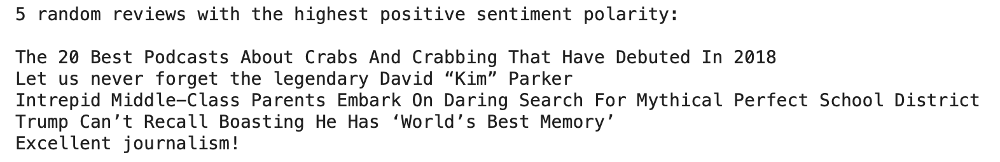 5 random reviews with the highest positive sentiment polarity:
The 20 Best Podcasts About Crabs And Crabbing That Have Debuted In 2018
Let us never forget the legendary David “Kim” Parker
Intrepid Middle—Class Parents Embark On Daring Search For Mythical Perfect School District
Trump Can’t Recall Boasting He Has ‘World’s Best Memory’
Excellent journalism!